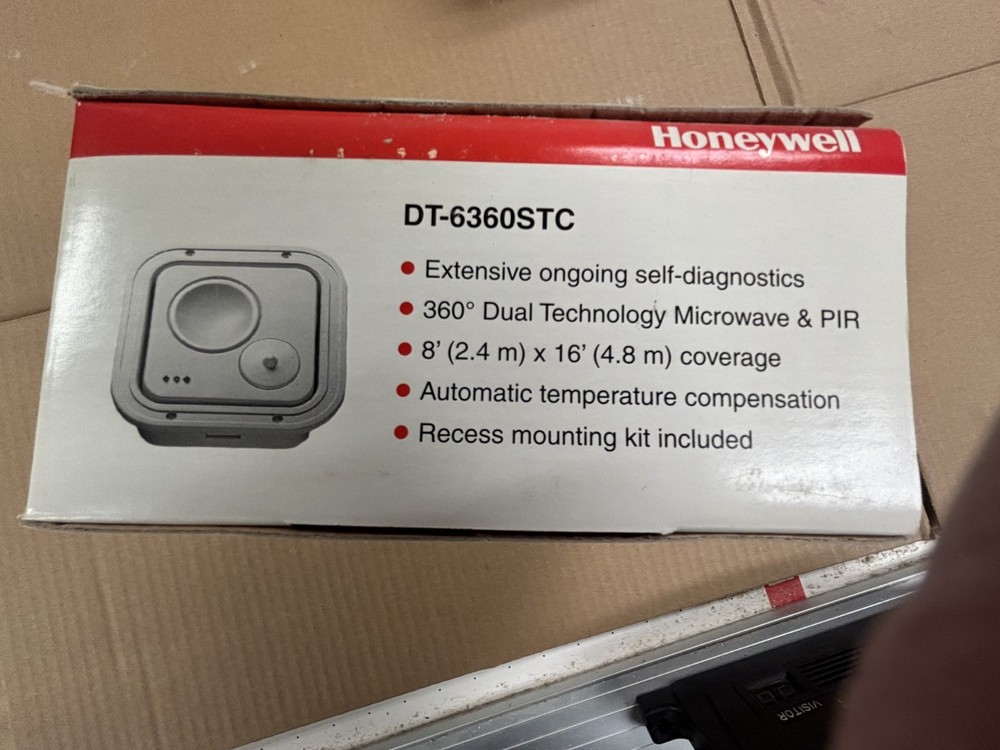 Honeywell
DT-6360STC
• Extensive ongoing self-diagnostics
• 360° Dual Technology Microwave & PIR
• 8’ (2.4 m) x 16’ (4.8 m) coverage
• Automatic temperature compensation
• Recess mounting kit included
VISITOR